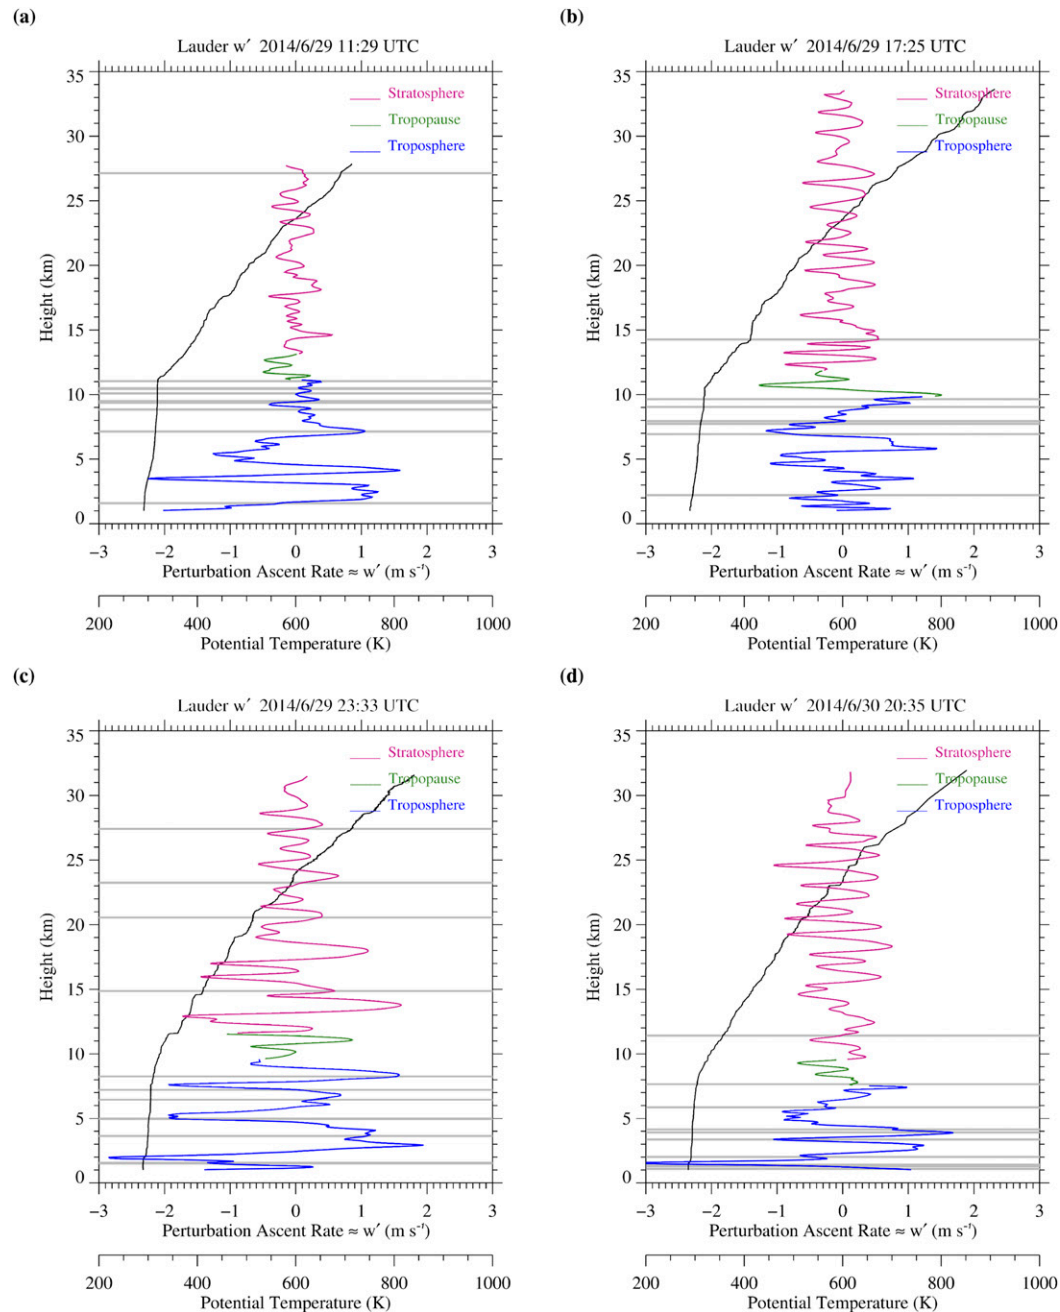 (a)
Lauder w′ 2014/6/29 11:29 UTC
35
30
25
20
15
10
5
0
Height (km)
Stratosphere
Tropopause
Troposphere
−3 −2 −1 0 1 2 3
Perturbation Ascent Rate ≈ w′ (m s⁻¹)
200 400 600 800 1000
Potential Temperature (K)
(b)
Lauder w′ 2014/6/29 17:25 UTC
35
30
25
20
15
10
5
0
Height (km)
Stratosphere
Tropopause
Troposphere
−3 −2 −1 0 1 2 3
Perturbation Ascent Rate ≈ w′ (m s⁻¹)
200 400 600 800 1000
Potential Temperature (K)
(c)
Lauder w′ 2014/6/29 23:33 UTC
35
30
25
20
15
10
5
0
Height (km)
Stratosphere
Tropopause
Troposphere
−3 −2 −1 0 1 2 3
Perturbation Ascent Rate ≈ w′ (m s⁻¹)
200 400 600 800 1000
Potential Temperature (K)
(d)
Lauder w′ 2014/6/30 20:35 UTC
35
30
25
20
15
10
5
0
Height (km)
Stratosphere
Tropopause
Troposphere
−3 −2 −1 0 1 2 3
Perturbation Ascent Rate ≈ w′ (m s⁻¹)
200 400 600 800 1000
Potential Temperature (K)